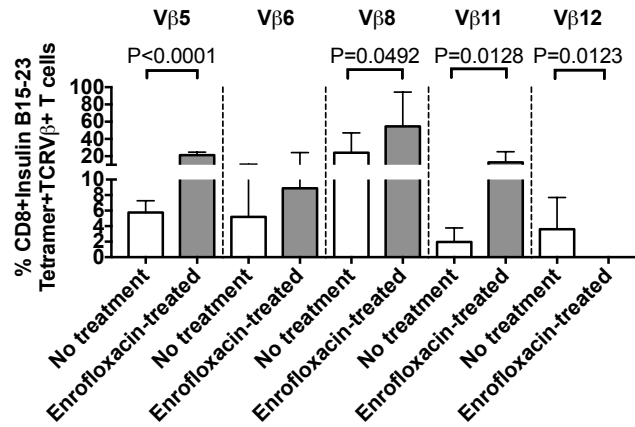 Vβ5 Vβ6 Vβ8 Vβ11 Vβ12
P<0.0001 P=0.0492 P=0.0128 P=0.0123
% CD8+Insulin B15-23
Tetramer+TCRVβ+ T cells
100
80
60
40
20
10
8
6
4
2
0
No treatment
Enrofloxacin-treated
No treatment
Enrofloxacin-treated
No treatment
Enrofloxacin-treated
No treatment
Enrofloxacin-treated
No treatment
Enrofloxacin-treated